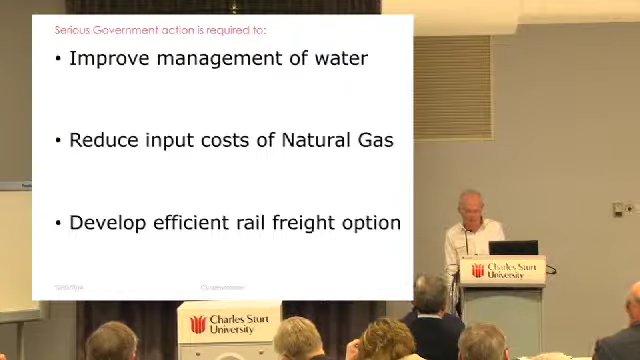 Serious Government action is required to:
• Improve management of water
• Reduce input costs of Natural Gas
• Develop efficient rail freight option
Charles Sturt
University
Charles Sturt
University